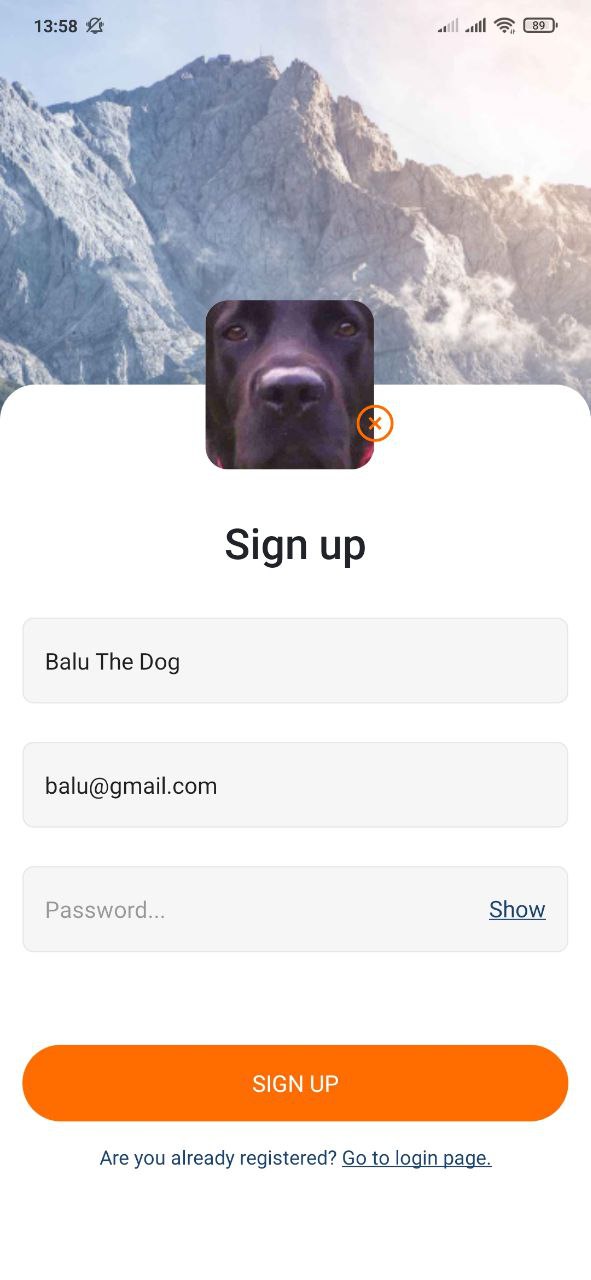 13:58 89
Sign up
Balu The Dog
balu@gmail.com
Password... Show
SIGN UP
Are you already registered? Go to login page.